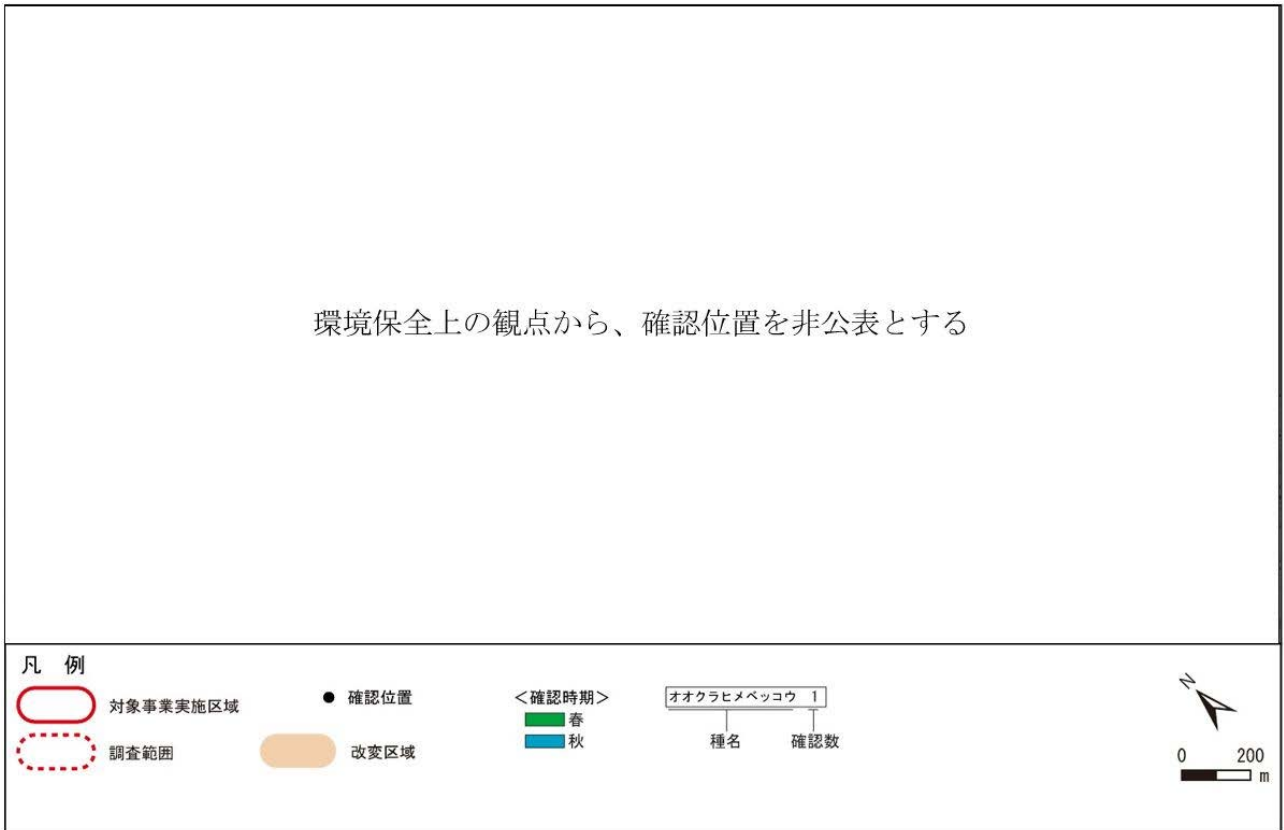 環境保全上の観点から、確認位置を非公表とする
凡 例
対象事業実施区域
調査範囲
● 確認位置
改変区域
＜確認時期＞
春
秋
オオクラヒメベッコウ 1
種名 確認数
N
0 200
m